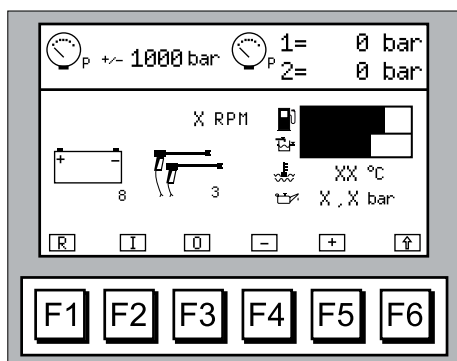 P +/- 1000 bar P 1= 0 bar
2= 0 bar
X RPM
+ -
8 3
XX °C
X,X bar
R I O - + ⇧
F1 F2 F3 F4 F5 F6